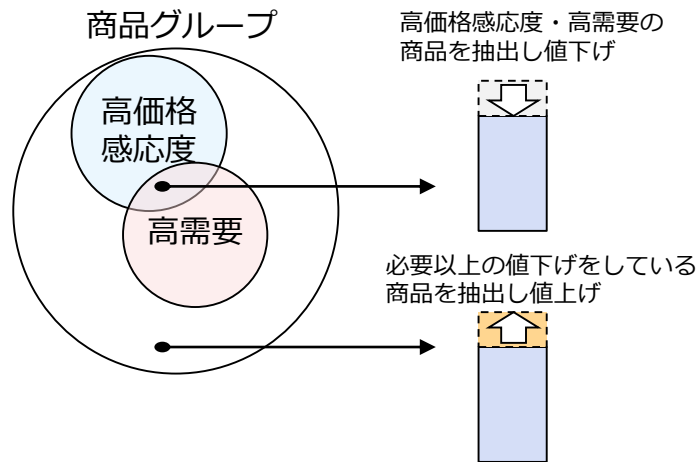 商品グループ
高価格
感応度
高需要
高価格感応度・高需要の
商品を抽出し値下げ
必要以上の値下げをしている
商品を抽出し値上げ